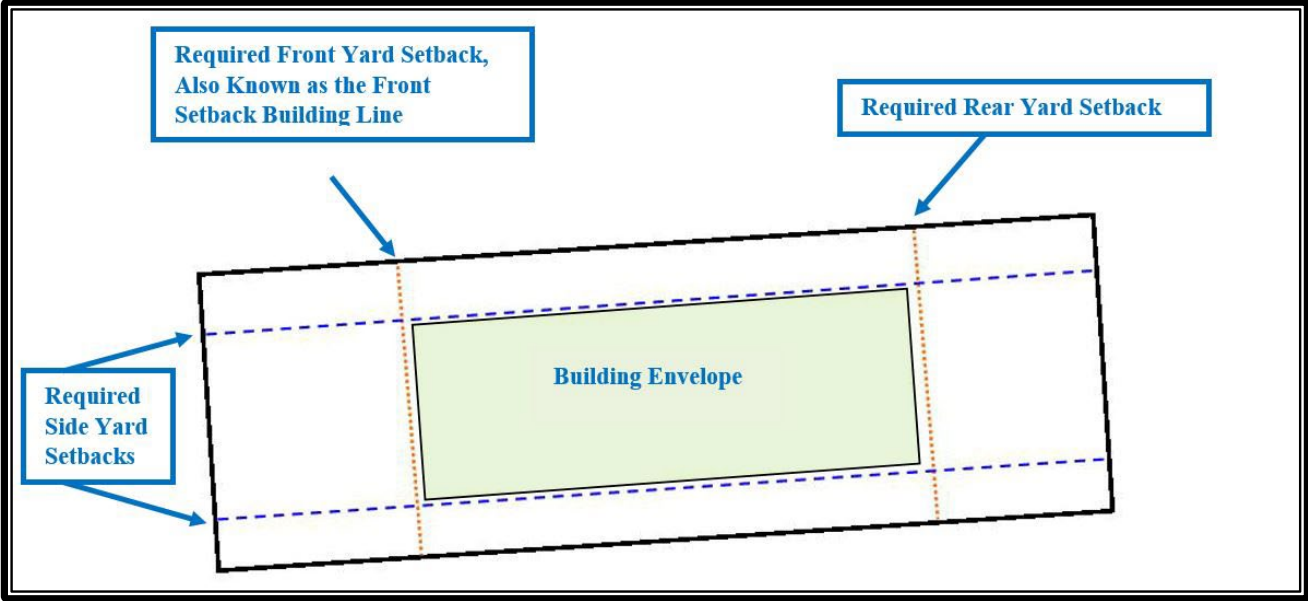 Required Front Yard Setback,
Also Known as the Front
Setback Building Line
Required Rear Yard Setback
Building Envelope
Required
Side Yard
Setbacks